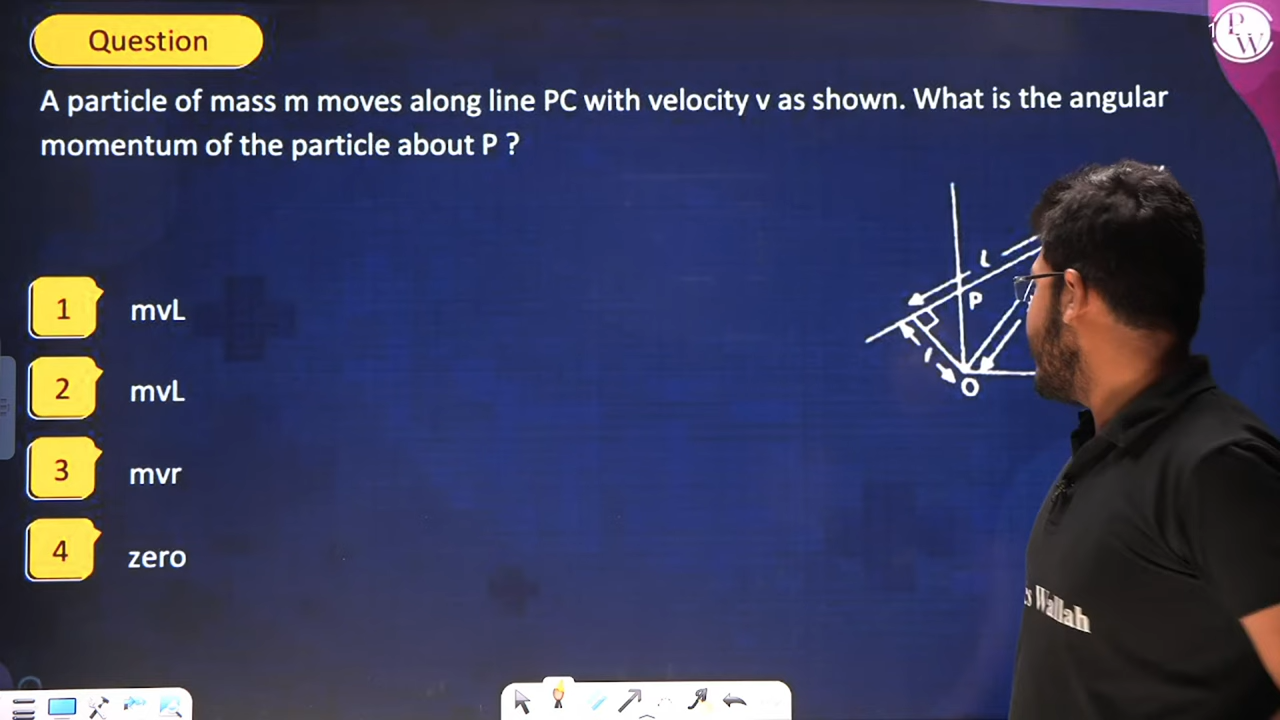 Question
A particle of mass m moves along line PC with velocity v as shown. What is the angular
momentum of the particle about P ?
1 mvL
2 mvL
3 mvr
4 zero
L
P
l
O
PW
Wallah